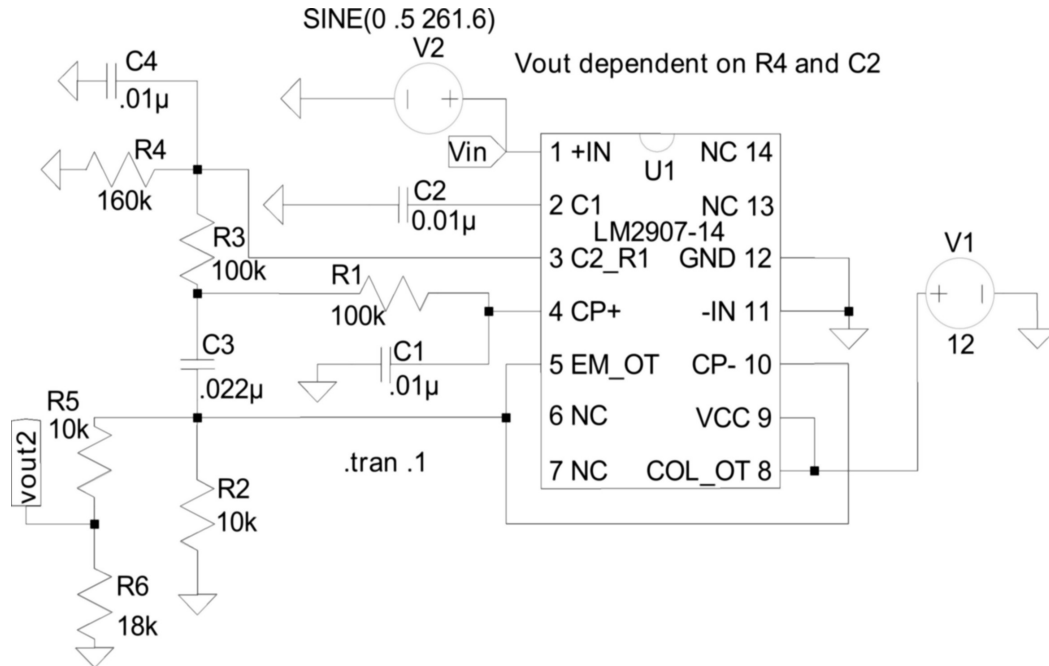 SINE(0 .5 261.6)
V2
Vout dependent on R4 and C2
C4
.01µ
R4
160k
Vin
C2
0.01µ
R3
100k
R1
100k
C1
.01µ
C3
.022µ
R5
10k
vout2
R2
10k
R6
18k
.tran .1
U1
LM2907-14
1 +IN
2 C1
3 C2_R1
4 CP+
5 EM_OT
6 NC
7 NC
NC 14
NC 13
GND 12
-IN 11
CP- 10
VCC 9
COL_OT 8
V1
12